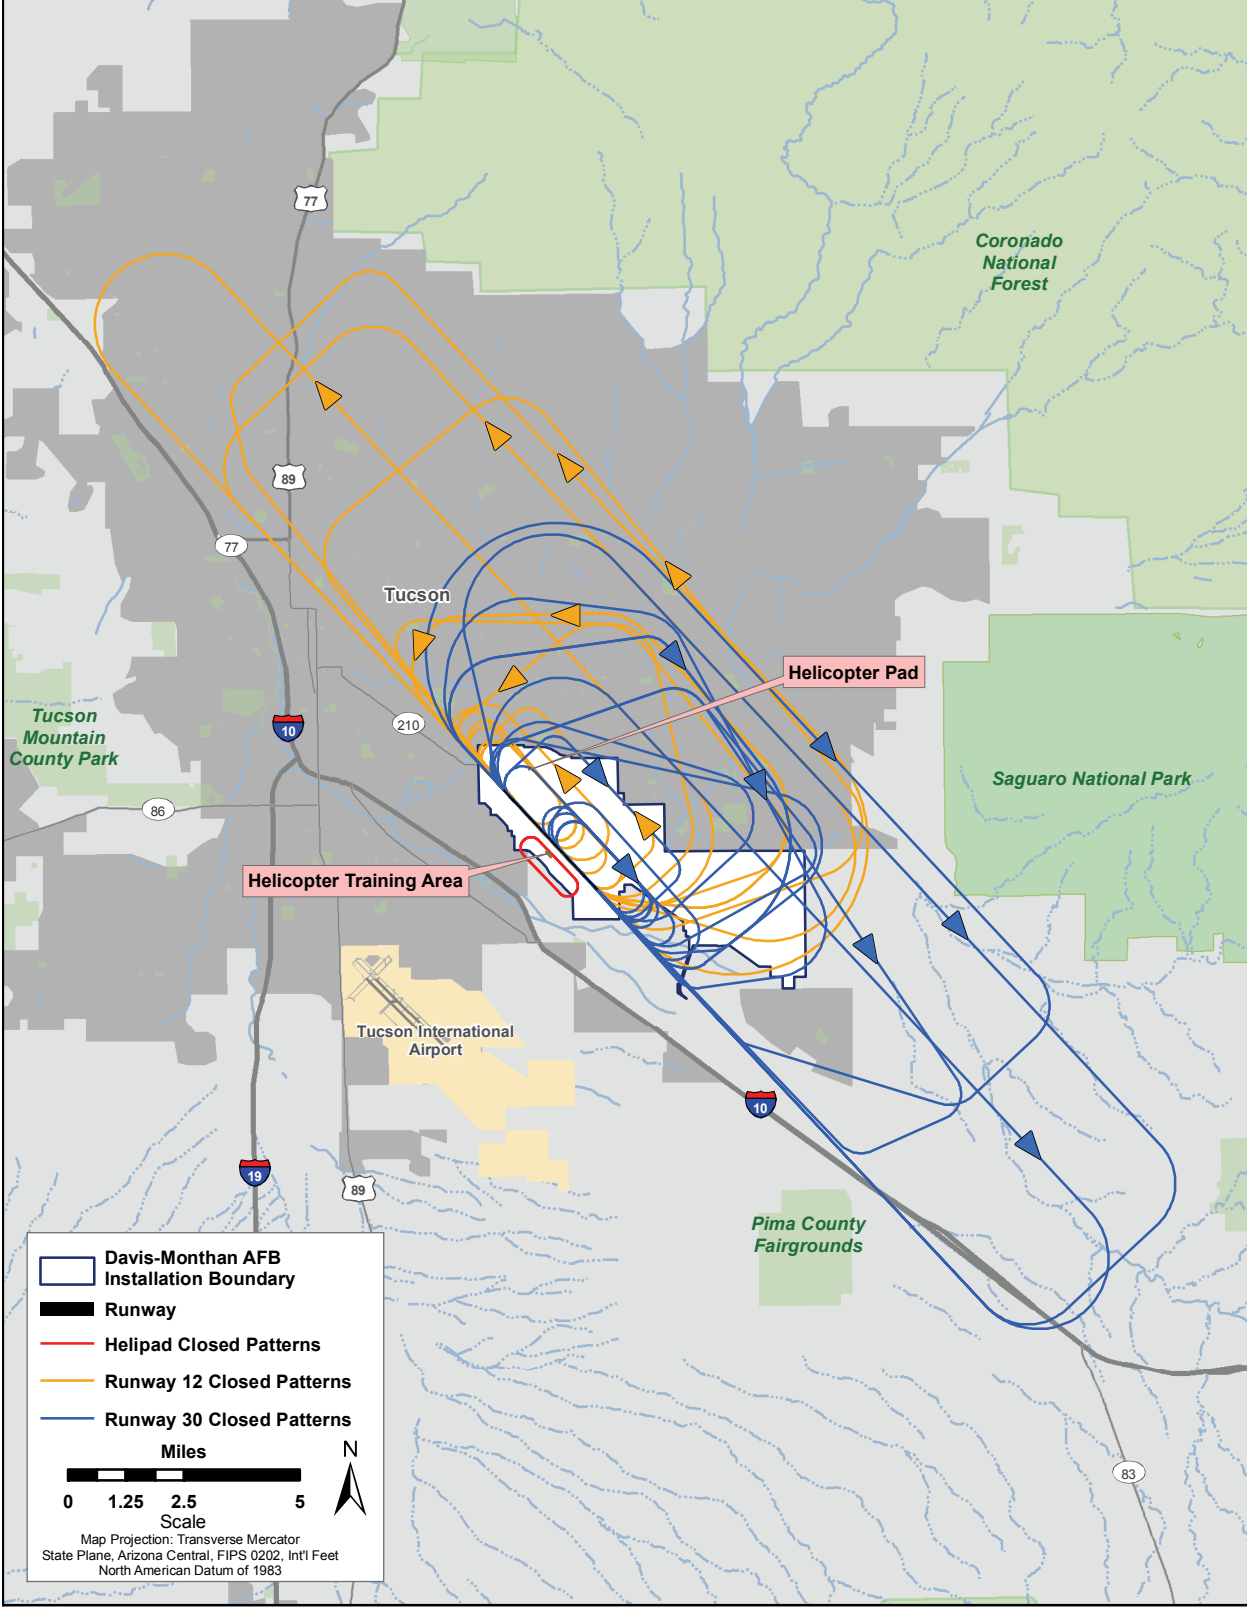 77
Coronado
National
Forest
89
77
Tucson
Helicopter Pad
210
10
Tucson
Mountain
County Park
Saguaro National Park
86
Helicopter Training Area
Tucson International
Airport
10
19
89
Pima County
Fairgrounds
83
Davis-Monthan AFB
Installation Boundary
Runway
Helipad Closed Patterns
Runway 12 Closed Patterns
Runway 30 Closed Patterns
Miles
N
0 1.25 2.5 5
Scale
Map Projection: Transverse Mercator
State Plane, Arizona Central, FIPS 0202, Int'l Feet
North American Datum of 1983